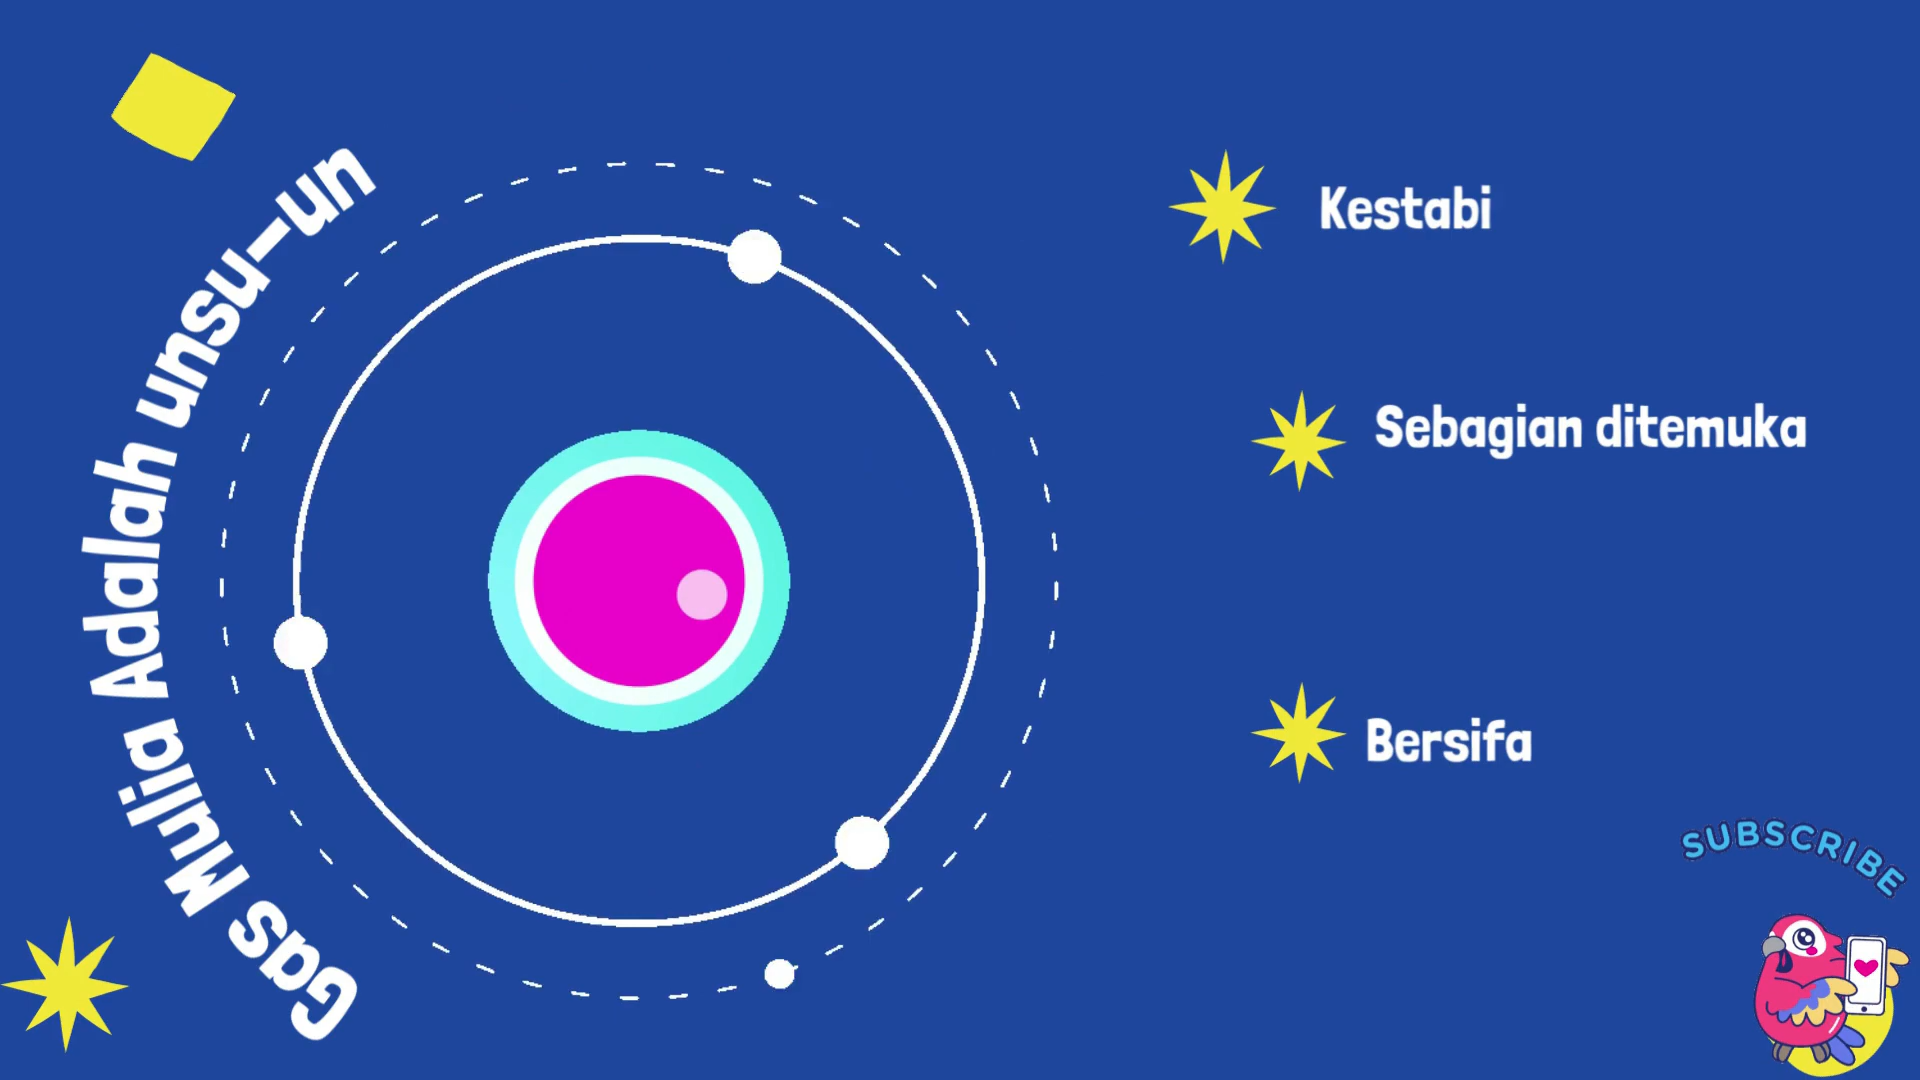 Gas Mulia Adalah unsu-un
Kestabi
Sebagian ditemuka
Bersifa
SUBSCRIBE